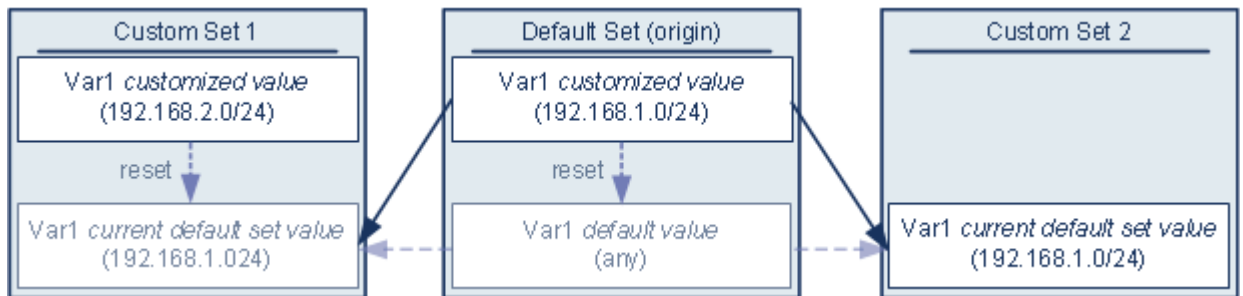 Custom Set 1
Var1 customized value
(192.168.2.0/24)
reset
Var1 current default set value
(192.168.1.024)
Default Set (origin)
Var1 customized value
(192.168.1.0/24)
reset
Var1 default value
(any)
Custom Set 2
Var1 current default set value
(192.168.1.0/24)